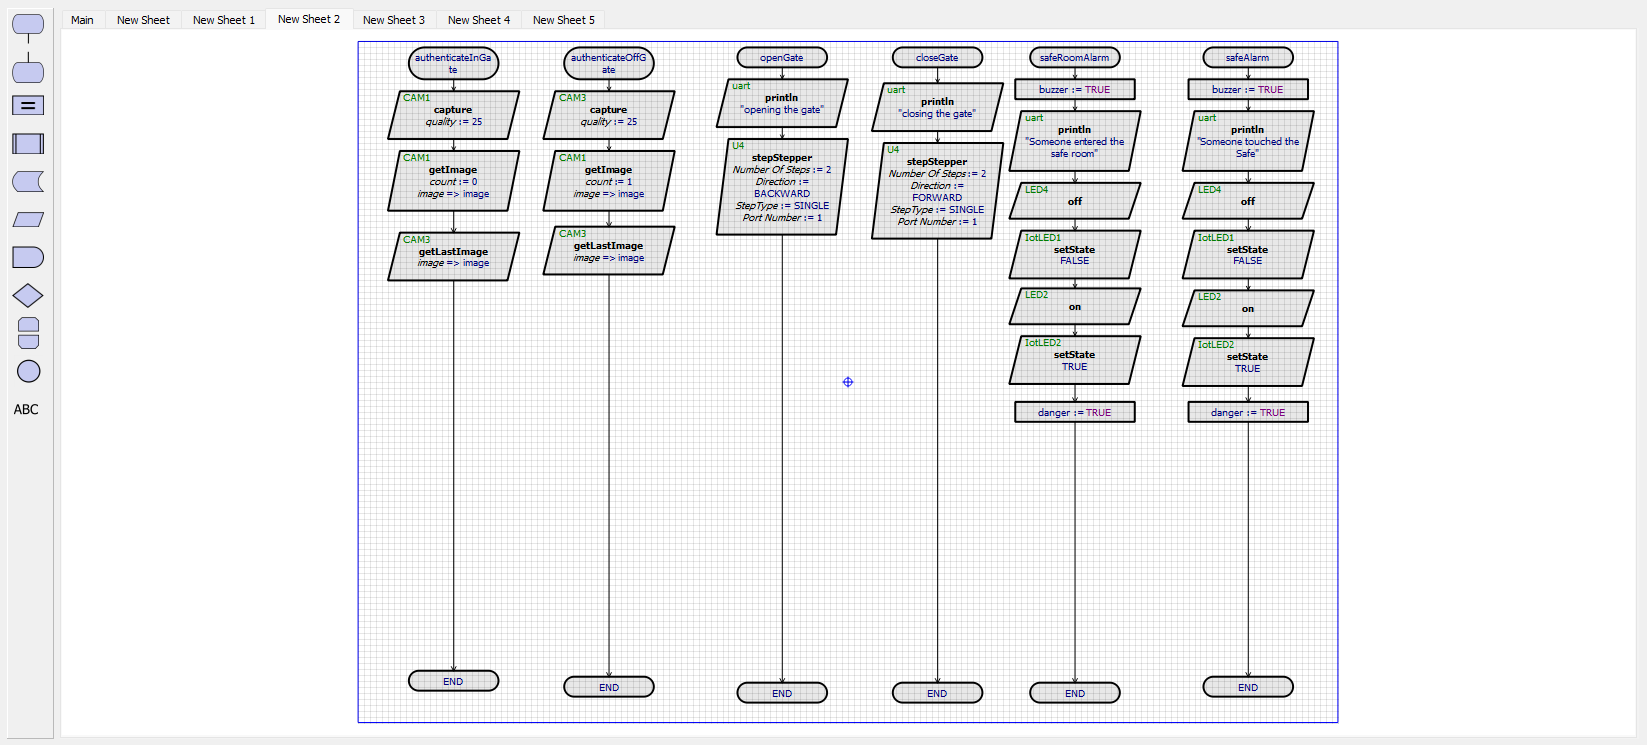 Main
New Sheet
New Sheet 1
New Sheet 2
New Sheet 3
New Sheet 4
New Sheet 5
ABC
authenticateInGa
te
CAM1
capture
quality := 25
CAM1
getImage
count := 0
image => image
CAM3
getLastImage
image => image
END
authenticateOffG
ate
CAM3
capture
quality := 25
CAM1
getImage
count := 1
image => image
CAM3
getLastImage
image => image
END
openGate
uart
println
"opening the gate"
U4
stepStepper
Number Of Steps := 2
Direction :=
BACKWARD
StepType := SINGLE
Port Number := 1
END
closeGate
uart
println
"closing the gate"
U4
stepStepper
Number Of Steps := 2
Direction :=
FORWARD
StepType := SINGLE
Port Number := 1
END
safeRoomAlarm
buzzer := TRUE
uart
println
"Someone entered the
safe room"
LED4
off
IotLED1
setState
FALSE
LED2
on
IotLED2
setState
TRUE
danger := TRUE
END
safeAlarm
buzzer := TRUE
uart
println
"Someone touched the
Safe"
LED4
off
IotLED1
setState
FALSE
LED2
on
IotLED2
setState
TRUE
danger := TRUE
END